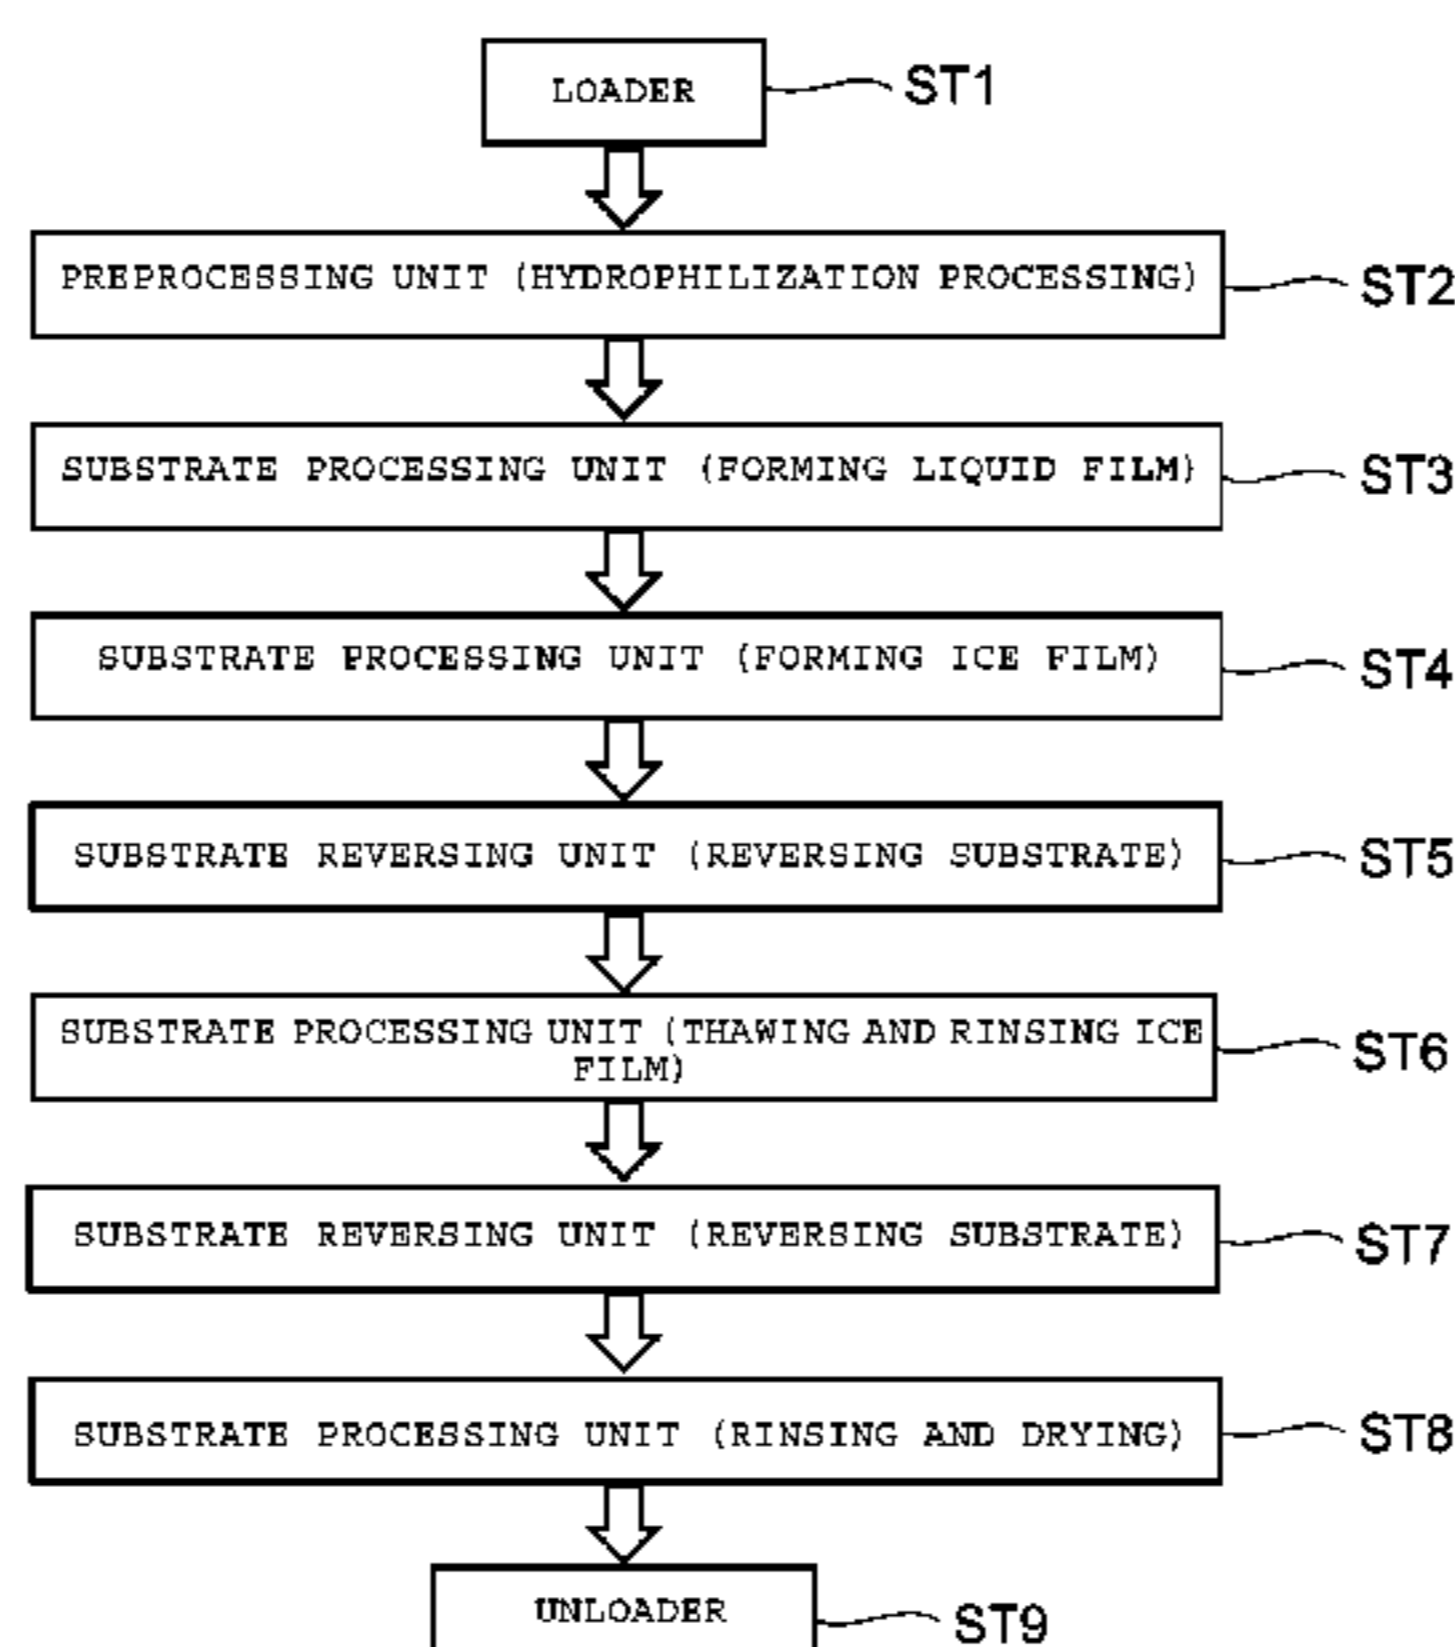 LOADER
ST1
PREPROCESSING UNIT (HYDROPHILIZATION PROCESSING)
ST2
SUBSTRATE PROCESSING UNIT (FORMING LIQUID FILM)
ST3
SUBSTRATE PROCESSING UNIT (FORMING ICE FILM)
ST4
SUBSTRATE REVERSING UNIT (REVERSING SUBSTRATE)
ST5
SUBSTRATE PROCESSING UNIT (THAWING AND RINSING ICE
FILM)
ST6
SUBSTRATE REVERSING UNIT (REVERSING SUBSTRATE)
ST7
SUBSTRATE PROCESSING UNIT (RINSING AND DRYING)
ST8
UNLOADER
ST9